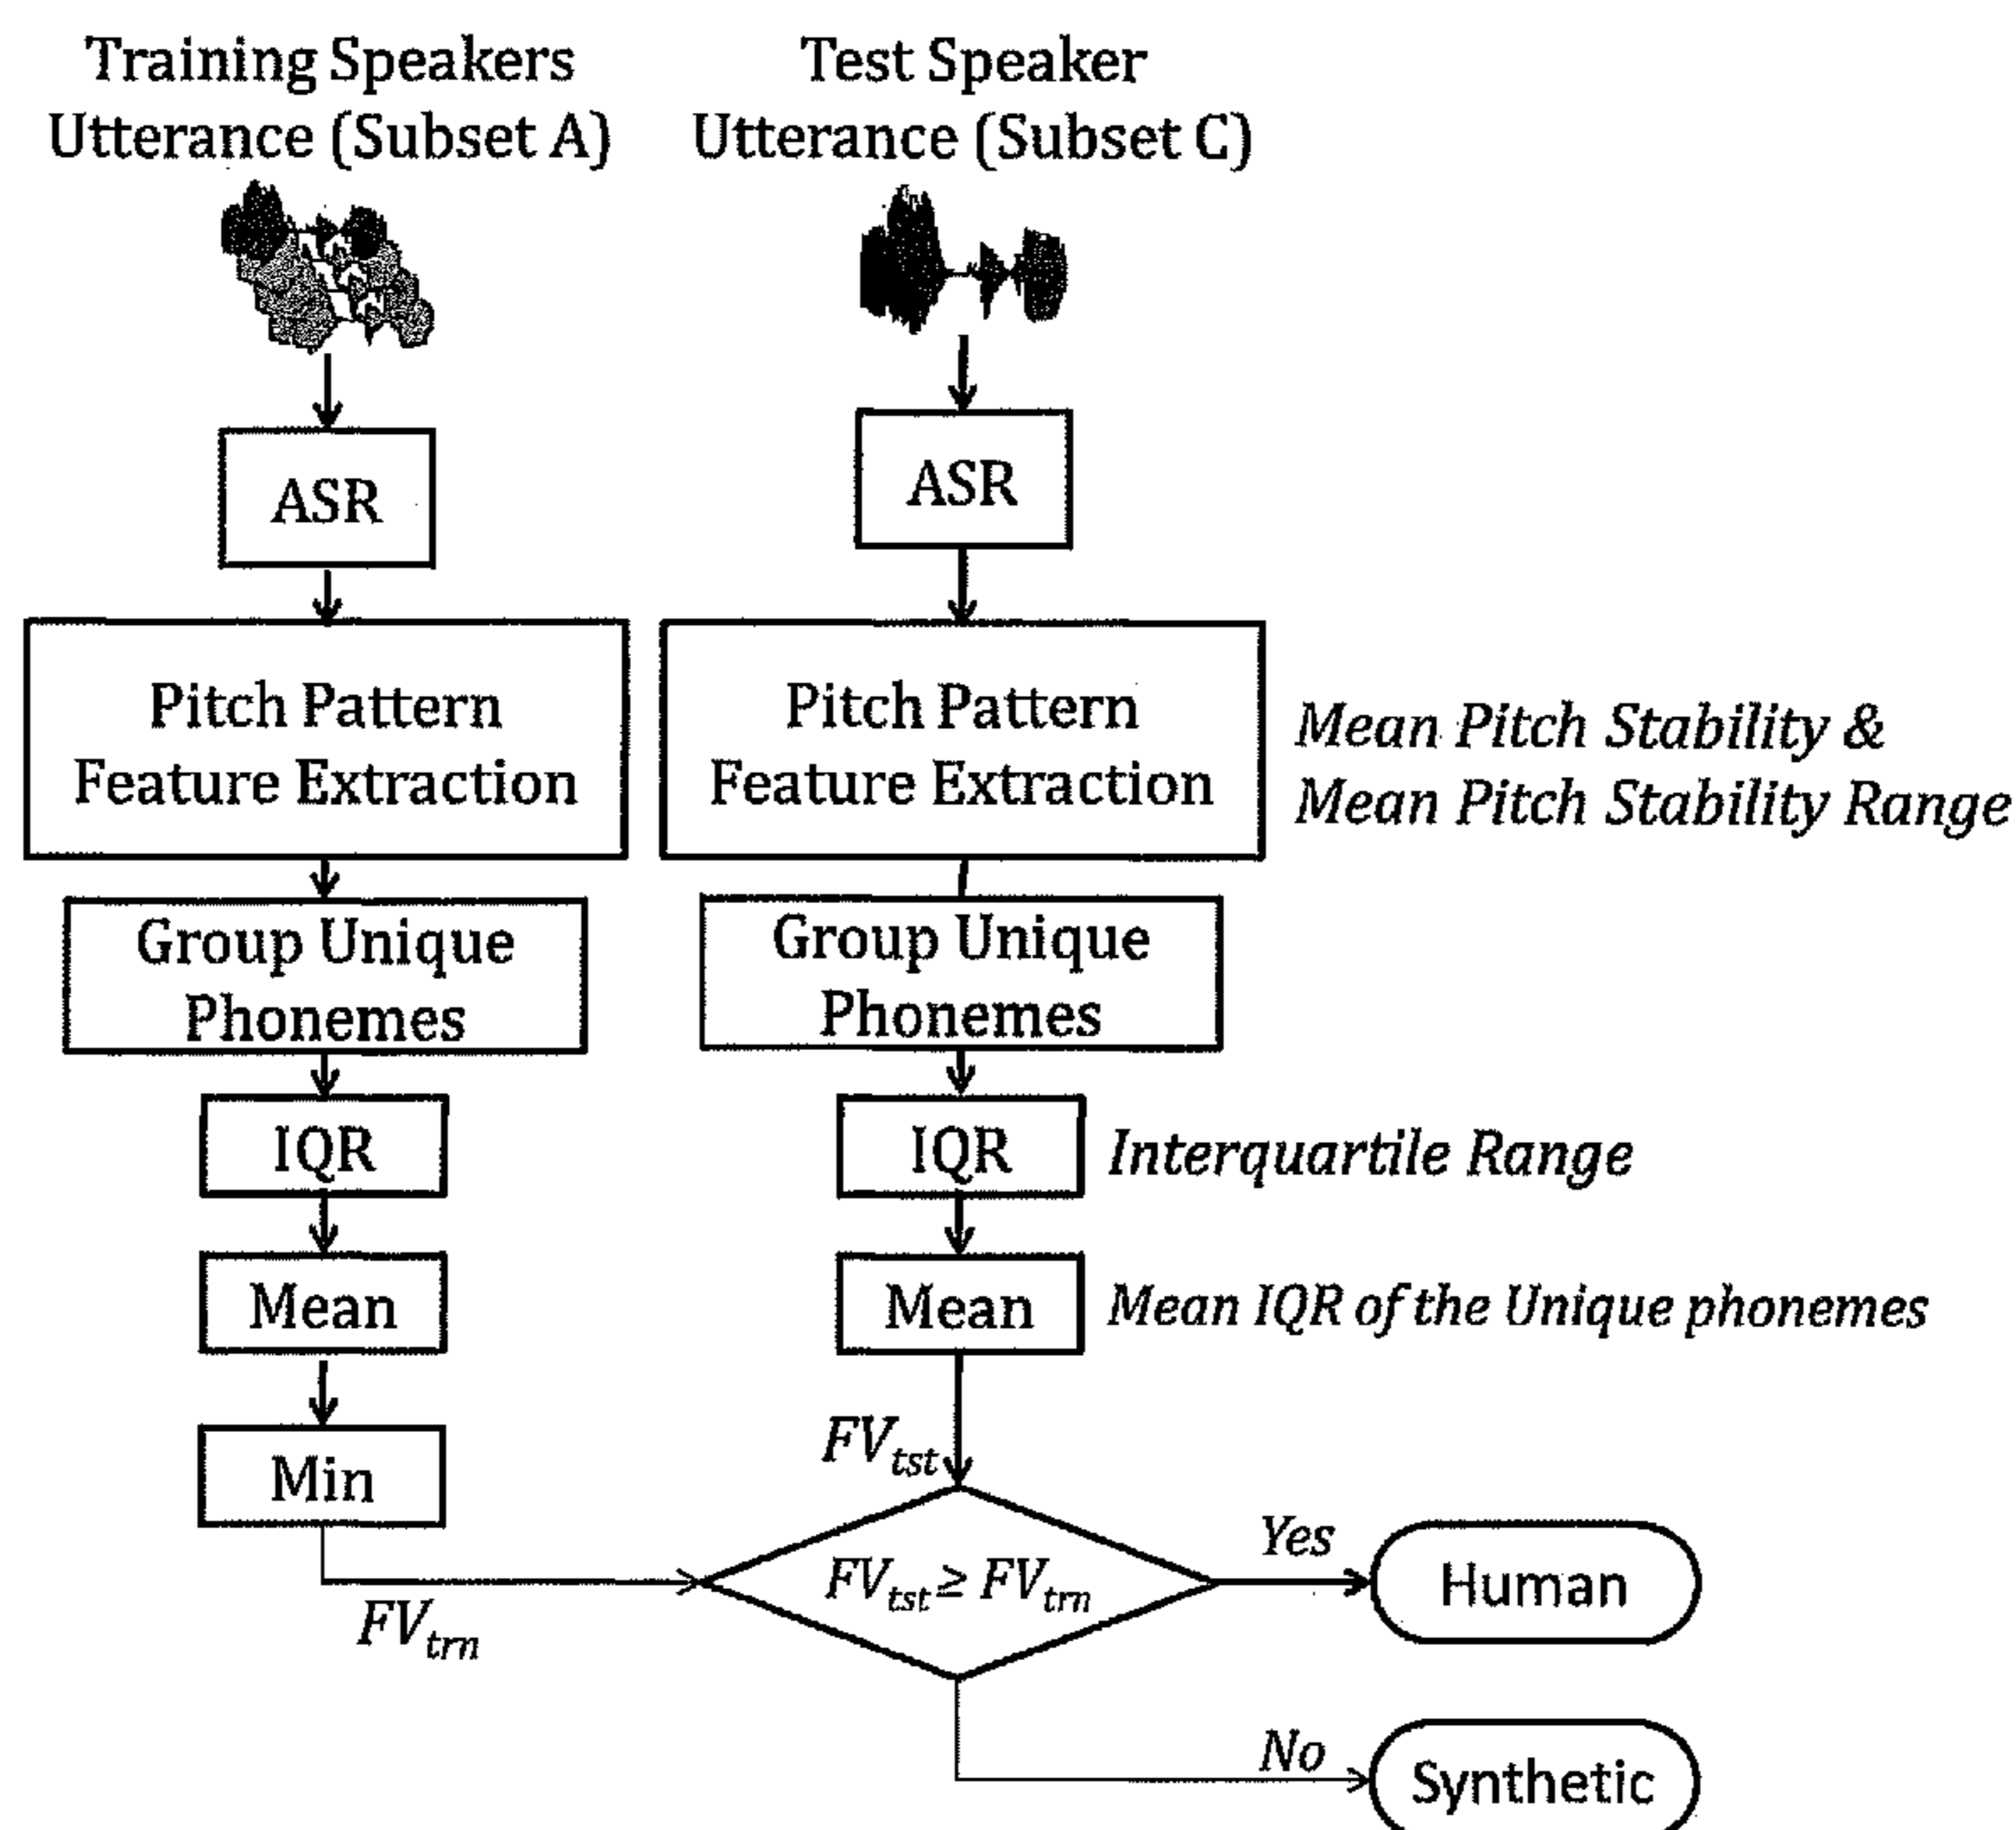 Training Speakers
Utterance (Subset A)
Test Speaker
Utterance (Subset C)
ASR
ASR
Pitch Pattern
Feature Extraction
Pitch Pattern
Feature Extraction
Mean Pitch Stability &
Mean Pitch Stability Range
Group Unique
Phonemes
Group Unique
Phonemes
IQR
IQR
Interquartile Range
Mean
Mean
Mean IQR of the Unique phonemes
Min
FVtst
FVtrn
FVtst ≥ FVtrn
Yes
Human
No
Synthetic